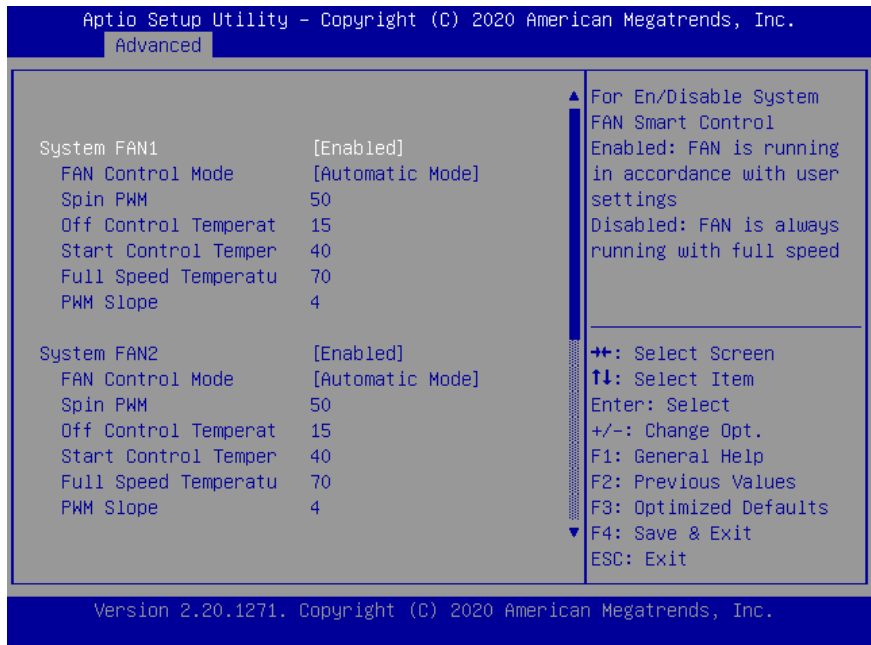 Aptio Setup Utility – Copyright (C) 2020 American Megatrends, Inc.
Advanced
System FAN1 [Enabled]
FAN Control Mode [Automatic Mode]
Spin PWM 50
Off Control Temperat 15
Start Control Temper 40
Full Speed Temperatu 70
PWM Slope 4
System FAN2 [Enabled]
FAN Control Mode [Automatic Mode]
Spin PWM 50
Off Control Temperat 15
Start Control Temper 40
Full Speed Temperatu 70
PWM Slope 4
For En/Disable System
FAN Smart Control
Enabled: FAN is running
in accordance with user
settings
Disabled: FAN is always
running with full speed
→←: Select Screen
↑↓: Select Item
Enter: Select
+/-: Change Opt.
F1: General Help
F2: Previous Values
F3: Optimized Defaults
F4: Save & Exit
ESC: Exit
Version 2.20.1271. Copyright (C) 2020 American Megatrends, Inc.